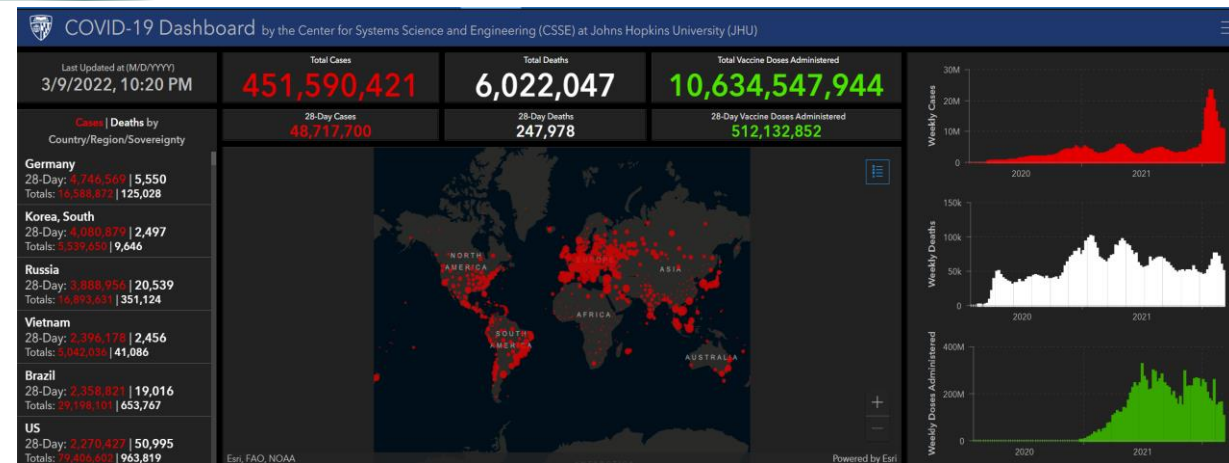 COVID-19 Dashboard by the Center for Systems Science and Engineering (CSSE) at Johns Hopkins University (JHU)
Last Updated at (M/D/YYYY)
3/9/2022, 10:20 PM
Cases | Deaths by
Country/Region/Sovereignty
Germany
28-Day: 4,746,569 | 5,550
Totals: 16,588,872 | 125,028
Korea, South
28-Day: 4,080,879 | 2,497
Totals: 5,539,650 | 9,646
Russia
28-Day: 3,888,956 | 20,539
Totals: 16,893,631 | 351,124
Vietnam
28-Day: 2,396,178 | 2,456
Totals: 5,042,036 | 41,086
Brazil
28-Day: 2,358,821 | 19,016
Totals: 29,198,101 | 653,767
US
28-Day: 2,270,427 | 50,995
Totals: 79,406,602 | 963,819
Total Cases
451,590,421
Total Deaths
6,022,047
Total Vaccine Doses Administered
10,634,547,944
28-Day Cases
48,717,700
28-Day Deaths
247,978
28-Day Vaccine Doses Administered
512,132,852
NORTH
AMERICA
EUROPE
ASIA
AFRICA
SOUTH
AMERICA
AUSTRALIA
+
Esri, FAO, NOAA
Powered by Esri
Weekly Cases
30M
20M
10M
0
2020
2021
Weekly Deaths
150k
100k
50k
0
2020
2021
Weekly Doses Administered
400M
200M
0
2020
2021